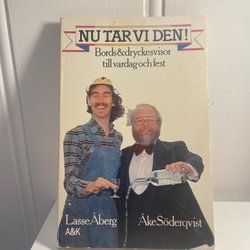 NU TAR VI DEN!
Bords&dryckesvisor
till vardag och fest
Lasse Åberg Åke Söderqvist
A&K